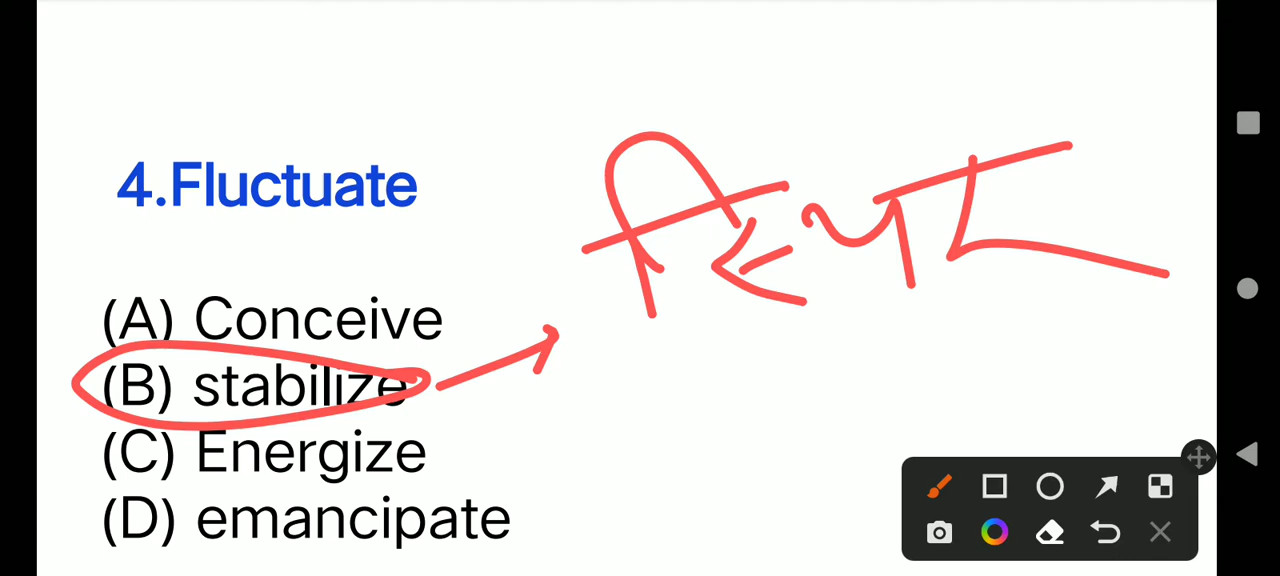 4.Fluctuate
(A) Conceive
(B) stabilize
(C) Energize
(D) emancipate